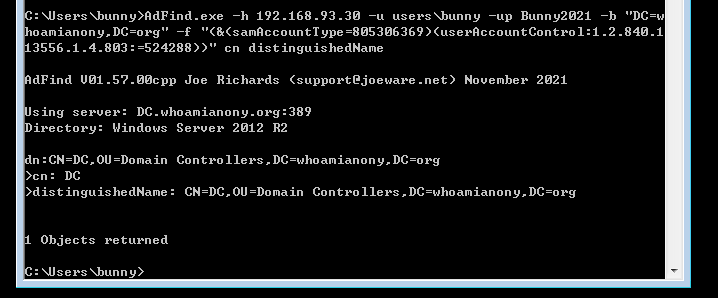 C:\Users\bunny>AdFind.exe -h 192.168.93.30 -u users\bunny -up Bunny2021 -b "DC=w
hoamianony,DC=org" -f "(&(samAccountType=805306369)(userAccountControl:1.2.840.1
13556.1.4.803:=524288))" cn distinguishedName
AdFind V01.57.00cpp Joe Richards (support@joeware.net) November 2021
Using server: DC.whoamianony.org:389
Directory: Windows Server 2012 R2
dn:CN=DC,OU=Domain Controllers,DC=whoamianony,DC=org
>cn: DC
>distinguishedName: CN=DC,OU=Domain Controllers,DC=whoamianony,DC=org
1 Objects returned
C:\Users\bunny>